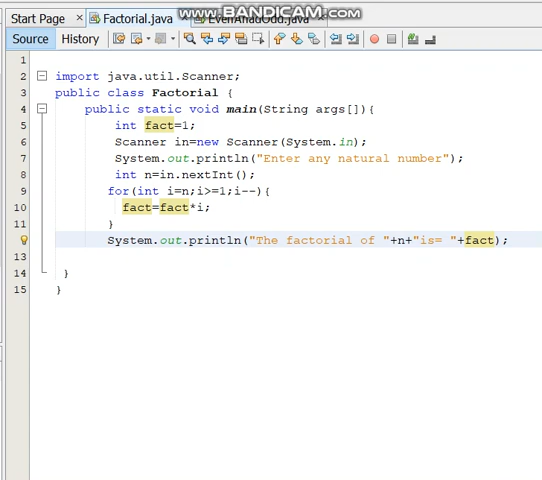 www.BANDICAM.com
Start Page Factorial.java EvenAndOdd.java
Source History
1
2 import java.util.Scanner;
3 public class Factorial {
4 public static void main(String args[]){
5 int fact=1;
6 Scanner in=new Scanner(System.in);
7 System.out.println("Enter any natural number");
8 int n=in.nextInt();
9 for(int i=n;i>=1;i--){
10 fact=fact*i;
11 }
System.out.println("The factorial of "+n+"is= "+fact);
13
14 }
15 }